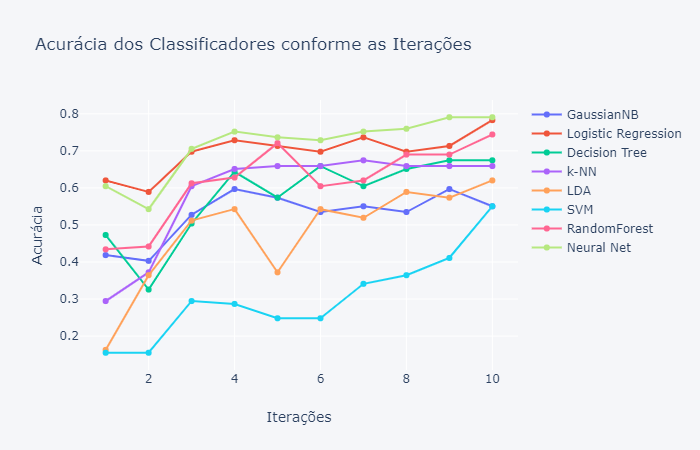 Acurácia dos Classificadores conforme as Iterações
Acurácia
0.8
0.7
0.6
0.5
0.4
0.3
0.2
2
4
6
8
10
Iterações
GaussianNB
Logistic Regression
Decision Tree
k-NN
LDA
SVM
RandomForest
Neural Net